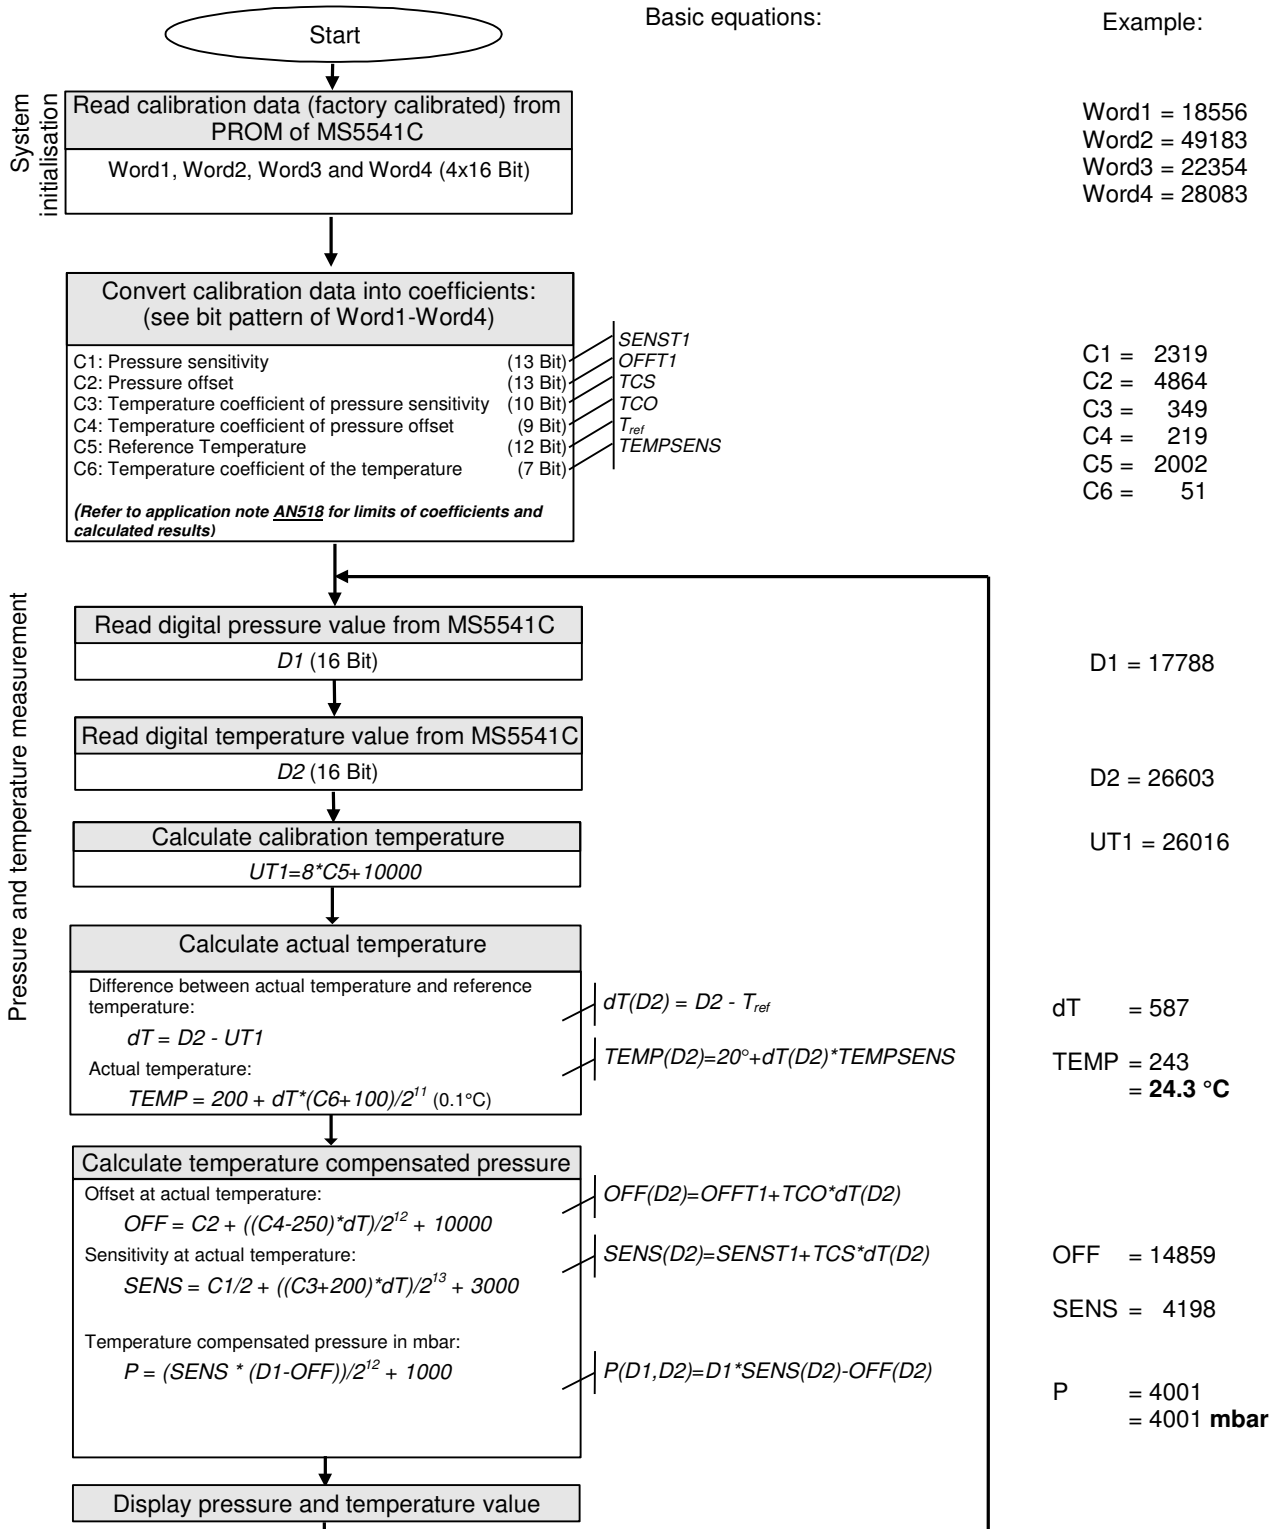 Basic equations:
Example:
Start
System
initialisation
Read calibration data (factory calibrated) from
PROM of MS5541C
Word1, Word2, Word3 and Word4 (4x16 Bit)
Word1 = 18556
Word2 = 49183
Word3 = 22354
Word4 = 28083
Convert calibration data into coefficients:
(see bit pattern of Word1-Word4)
C1: Pressure sensitivity (13 Bit) SENST1
C2: Pressure offset (13 Bit) OFFT1
C3: Temperature coefficient of pressure sensitivity (10 Bit) TCS
C4: Temperature coefficient of pressure offset (9 Bit) TCO
C5: Reference Temperature (12 Bit) T_ref
C6: Temperature coefficient of the temperature (7 Bit) TEMPSENS
(Refer to application note AN518 for limits of coefficients and
calculated results)
C1 = 2319
C2 = 4864
C3 = 349
C4 = 219
C5 = 2002
C6 = 51
Pressure and temperature measurement
Read digital pressure value from MS5541C
D1 (16 Bit)
D1 = 17788
Read digital temperature value from MS5541C
D2 (16 Bit)
D2 = 26603
Calculate calibration temperature
UT1=8*C5+10000
UT1 = 26016
Calculate actual temperature
Difference between actual temperature and reference
temperature:
dT = D2 - UT1
dT(D2) = D2 - T_ref
dT = 587
Actual temperature:
TEMP = 200 + dT*(C6+100)/2^11 (0.1°C)
TEMP(D2)=20°+dT(D2)*TEMPSENS
TEMP = 243
= 24.3 °C
Calculate temperature compensated pressure
Offset at actual temperature:
OFF = C2 + ((C4-250)*dT)/2^12 + 10000
OFF(D2)=OFFT1+TCO*dT(D2)
OFF = 14859
Sensitivity at actual temperature:
SENS = C1/2 + ((C3+200)*dT)/2^13 + 3000
SENS(D2)=SENST1+TCS*dT(D2)
SENS = 4198
Temperature compensated pressure in mbar:
P = (SENS * (D1-OFF))/2^12 + 1000
P(D1,D2)=D1*SENS(D2)-OFF(D2)
P = 4001
= 4001 mbar
Display pressure and temperature value